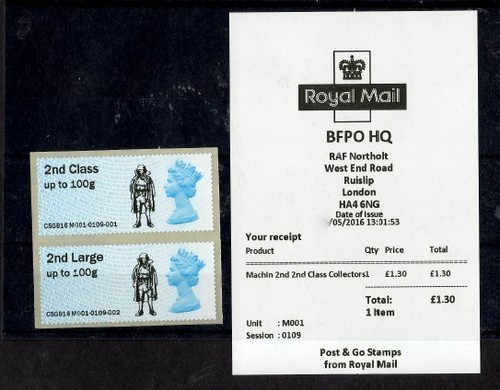 2nd Class
up to 100g
C5GB16 M001-0109-001
2nd Large
up to 100g
C5GB16 M001-0109-002
Royal Mail
BFPO HQ
RAF Northolt
West End Road
Ruislip
London
HA4 6NG
Date of Issue
/05/2016 13:01:53
Your receipt
Product Qty Price Total
Machin 2nd 2nd Class Collectors1 £1.30 £1.30
Total: £1.30
1 Item
Unit : M001
Session : 0109
Post & Go Stamps
from Royal Mail